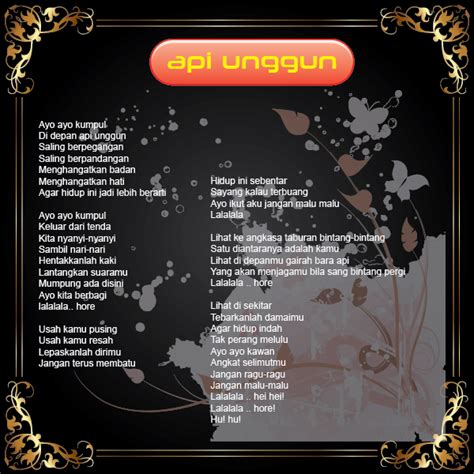 api unggun
Ayo ayo kumpul
Di depan api unggun
Saling berpegangan
Saling berpandangan
Menghangatkan badan
Menghangatkan hati
Agar hidup ini jadi lebih berarti
Ayo ayo kumpul
Keluar dari tenda
Kita nyanyi-nyanyi
Sambil nari-nari
Hentakkanlah kaki
Lantangkan suaramu
Mumpung ada disini
Ayo kita berbagi
lalalala.. hore
Usah kamu pusing
Usah kamu resah
Lepaskanlah dirimu
Jangan terus membatu
Hidup ini sebentar
Sayang kalau terbuang
Ayo ikut aku jangan malu malu
Lalalala
Lihat ke angkasa taburan bintang-bintang
Satu diantaranya adalah kamu
Lihat di depanmu gairah bara api
Yang akan menjagamu bila sang bintang pergi
Lalalala .. hore
Lihat di sekitar
Tebarkanlah damaimu
Agar hidup indah
Tak perang melulu
Ayo ayo kawan
Angkat selimutmu
Jangan ragu-ragu
Jangan malu-malu
Lalalala .. hei hei!
Lalalala .. hore!
Hu! hu!